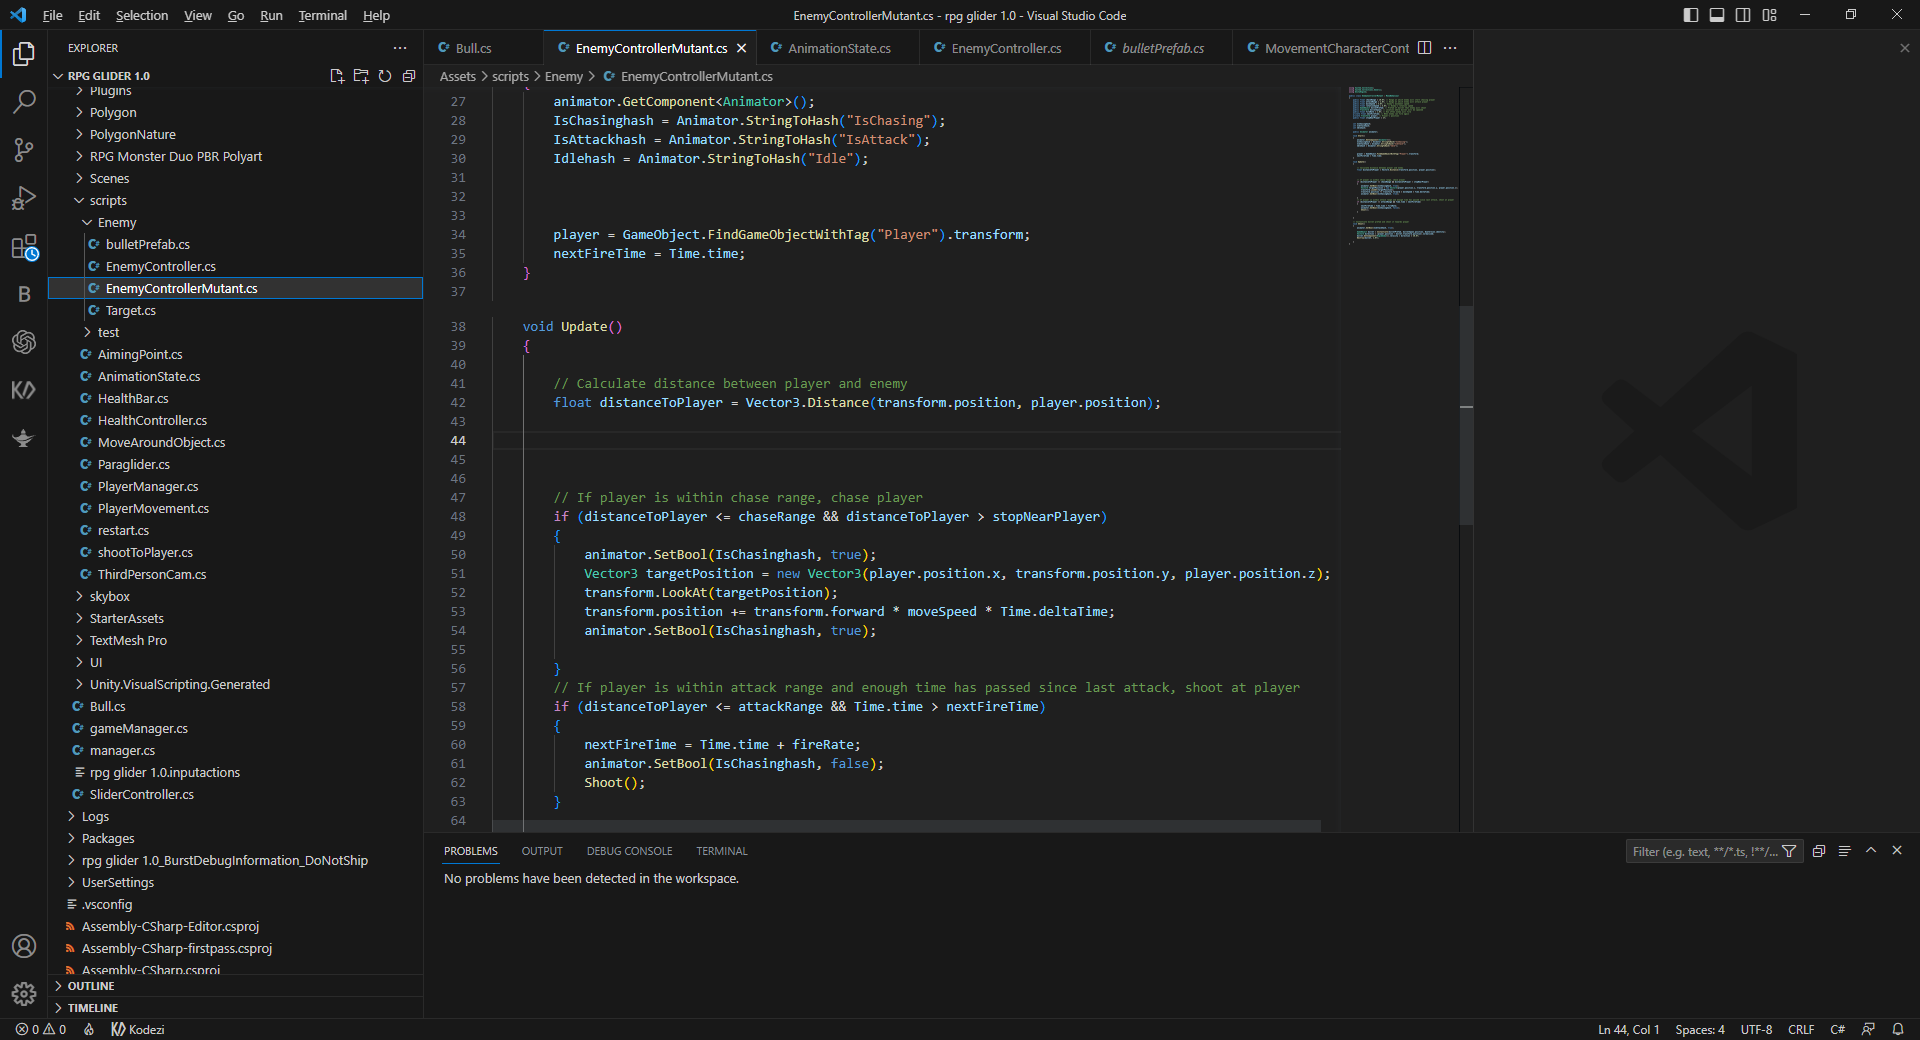 File Edit Selection View Go Run Terminal Help
EnemyControllerMutant.cs - rpg glider 1.0 - Visual Studio Code
EXPLORER
RPG GLIDER 1.0
Plugins
Polygon
PolygonNature
RPG Monster Duo PBR Polyart
Scenes
scripts
Enemy
bulletPrefab.cs
EnemyController.cs
EnemyControllerMutant.cs
Target.cs
test
AimingPoint.cs
AnimationState.cs
HealthBar.cs
HealthController.cs
MoveAroundObject.cs
Paraglider.cs
PlayerManager.cs
PlayerMovement.cs
restart.cs
shootToPlayer.cs
ThirdPersonCam.cs
skybox
StarterAssets
TextMesh Pro
UI
Unity.VisualScripting.Generated
Bull.cs
gameManager.cs
manager.cs
rpg glider 1.0.inputactions
SliderController.cs
Logs
Packages
rpg glider 1.0_BurstDebugInformation_DoNotShip
UserSettings
.vsconfig
Assembly-CSharp-Editor.csproj
Assembly-CSharp-firstpass.csproj
Assembly-CSharp.csproj
OUTLINE
TIMELINE
Bull.cs EnemyControllerMutant.cs AnimationState.cs EnemyController.cs bulletPrefab.cs MovementCharacterCont
Assets > scripts > Enemy > EnemyControllerMutant.cs
27 animator.GetComponent<Animator>();
28 IsChasinghash = Animator.StringToHash("IsChasing");
29 IsAttackhash = Animator.StringToHash("IsAttack");
30 Idlehash = Animator.StringToHash("Idle");
31
32
33
34 player = GameObject.FindGameObjectWithTag("Player").transform;
35 nextFireTime = Time.time;
36 }
37
38 void Update()
39 {
40
41 // Calculate distance between player and enemy
42 float distanceToPlayer = Vector3.Distance(transform.position, player.position);
43
44
45
46
47 // If player is within chase range, chase player
48 if (distanceToPlayer <= chaseRange && distanceToPlayer > stopNearPlayer)
49 {
50 animator.SetBool(IsChasinghash, true);
51 Vector3 targetPosition = new Vector3(player.position.x, transform.position.y, player.position.z);
52 transform.LookAt(targetPosition);
53 transform.position += transform.forward * moveSpeed * Time.deltaTime;
54 animator.SetBool(IsChasinghash, true);
55
56 }
57 // If player is within attack range and enough time has passed since last attack, shoot at player
58 if (distanceToPlayer <= attackRange && Time.time > nextFireTime)
59 {
60 nextFireTime = Time.time + fireRate;
61 animator.SetBool(IsChasinghash, false);
62 Shoot();
63 }
64
PROBLEMS OUTPUT DEBUG CONSOLE TERMINAL
Filter (e.g. text, **/*.ts, !**/...
No problems have been detected in the workspace.
0 0 Kodezi
Ln 44, Col 1 Spaces: 4 UTF-8 CRLF C#